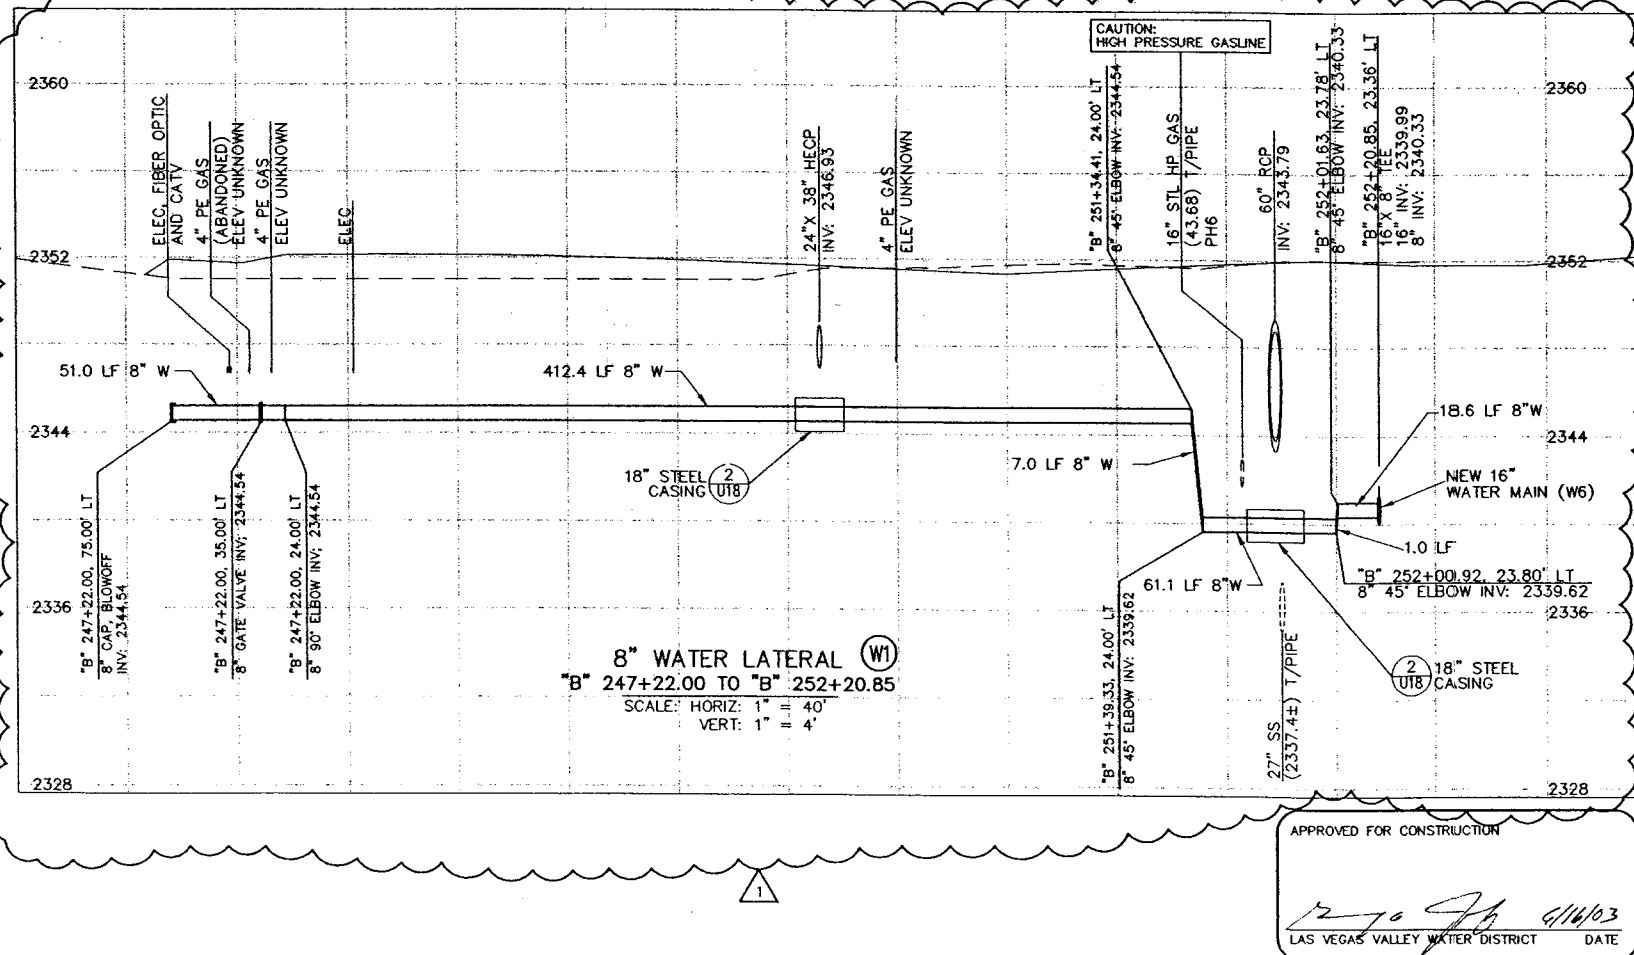 CAUTION:
HIGH PRESSURE GASLINE
2360
2360
ELEC, FIBER OPTIC
AND CATV
4" PE GAS
(ABANDONED)
ELEV UNKNOWN
4" PE GAS
ELEV UNKNOWN
ELEC
24"X 38" HECP
INV: 2346.93
4" PE GAS
ELEV UNKNOWN
"B" 251+34.41, 24.00' LT
8" 45° ELBOW INV: 2344.54
16" STL HP GAS
(43.68) T/PIPE
PH6
60" RCP
INV: 2343.79
"B" 252+01.63, 23.78' LT
8" 45° ELBOW INV: 2340.33
"B" 252+20.85, 23.36' LT
16"X 8" TEE
16" INV: 2339.99
8" INV: 2340.33
2352
2352
51.0 LF 8" W
412.4 LF 8" W
2344
2344
18" STEEL
CASING
2
U18
7.0 LF 8" W
18.6 LF 8"W
NEW 16"
WATER MAIN (W6)
1.0 LF
"B" 252+00.92, 23.80' LT
8" 45° ELBOW INV: 2339.62
61.1 LF 8"W
"B" 247+22.00, 75.00' LT
8" CAP, BLOWOFF
INV: 2344.54
"B" 247+22.00, 35.00' LT
8" GATE VALVE INV: 2344.54
"B" 247+22.00, 24.00' LT
8" 90° ELBOW INV: 2344.54
2336
2336
8" WATER LATERAL W1
"B" 247+22.00 TO "B" 252+20.85
SCALE: HORIZ: 1" = 40'
VERT: 1" = 4'
"B" 251+39.33, 24.00' LT
8" 45° ELBOW INV: 2339.62
27" SS
(2337.4±) T/PIPE
2
U18
18" STEEL
CASING
2328
2328
1
APPROVED FOR CONSTRUCTION
6/16/03
LAS VEGAS VALLEY WATER DISTRICT DATE